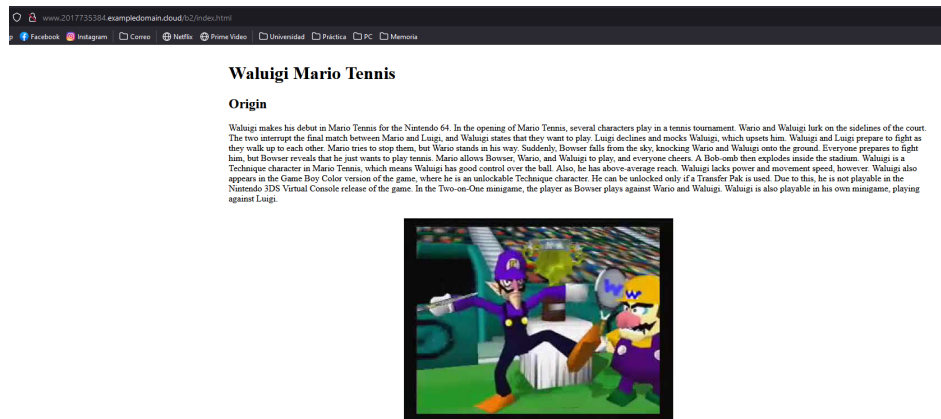 www.2017735384.exampledomain.cloud/b2/index.html
p Facebook Instagram Correo Netflix Prime Video Universidad Práctica PC Memoria
Waluigi Mario Tennis
Origin
Waluigi makes his debut in Mario Tennis for the Nintendo 64. In the opening of Mario Tennis, several characters play in a tennis tournament. Wario and Waluigi lurk on the sidelines of the court.
The two interrupt the final match between Mario and Luigi, and Waluigi states that they want to play. Luigi declines and mocks Waluigi, which upsets him. Waluigi and Luigi prepare to fight as
they walk up to each other. Mario tries to stop them, but Wario stands in his way. Suddenly, Bowser falls from the sky, knocking Wario and Waluigi onto the ground. Everyone prepares to fight
him, but Bowser reveals that he just wants to play tennis. Mario allows Bowser, Wario, and Waluigi to play, and everyone cheers. A Bob-omb then explodes inside the stadium. Waluigi is a
Technique character in Mario Tennis, which means Waluigi has good control over the ball. Also, he has above-average reach. Waluigi lacks power and movement speed, however. Waluigi also
appears in the Game Boy Color version of the game, where he is an unlockable Technique character. He can be unlocked only if a Transfer Pak is used. Due to this, he is not playable in the
Nintendo 3DS Virtual Console release of the game. In the Two-on-One minigame, the player as Bowser plays against Wario and Waluigi. Waluigi is also playable in his own minigame, playing
against Luigi.
W
W